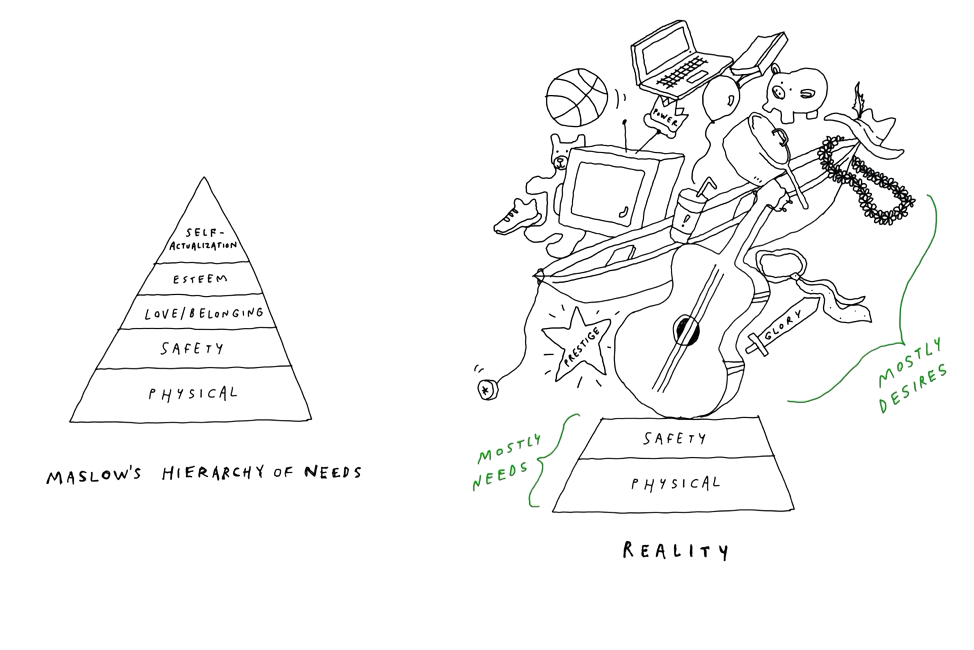 SELF-
ACTUALIZATION
ESTEEM
LOVE/BELONGING
SAFETY
PHYSICAL
MASLOW'S HIERARCHY OF NEEDS
POWER
!
PRESTIGE
GLORY
MOSTLY
DESIRES
MOSTLY
NEEDS
SAFETY
PHYSICAL
REALITY